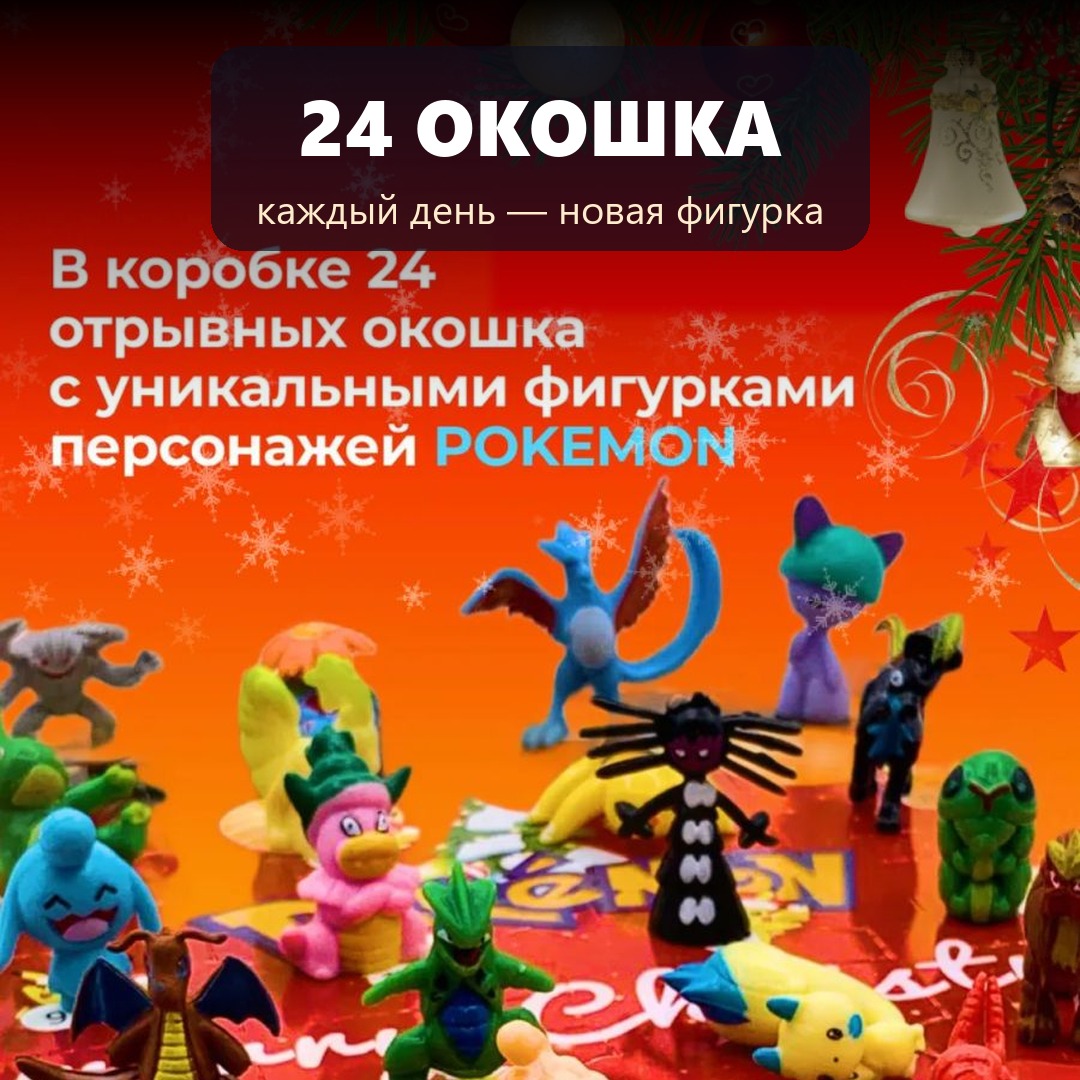 24 ОКОШКА
каждый день — новая фигурка
В коробке 24
отрывных окошка
с уникальными фигурками
персонажей POKEMON